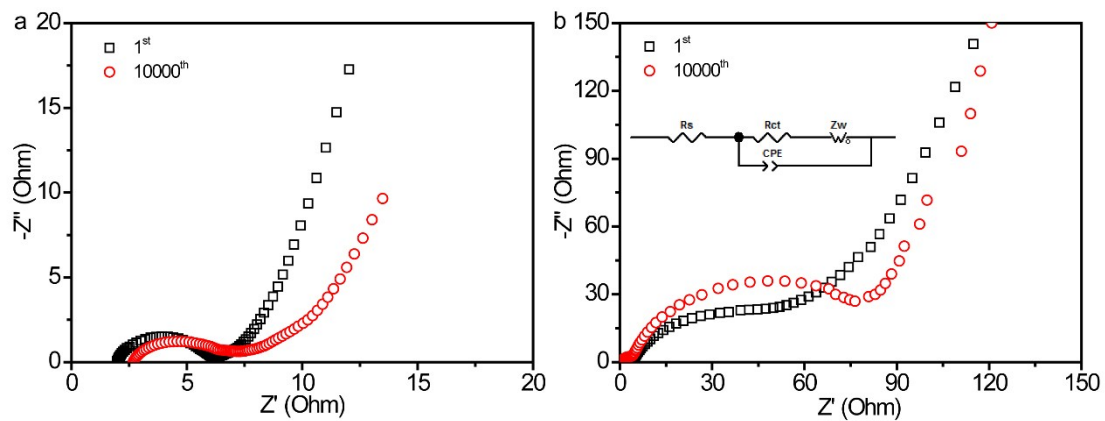 a
20
15
10
5
0
-Z'' (Ohm)
1st
10000th
0 5 10 15 20
Z' (Ohm)
b
150
120
90
60
30
0
-Z'' (Ohm)
1st
10000th
Rs Rct Zw
o
CPE
0 30 60 90 120 150
Z' (Ohm)